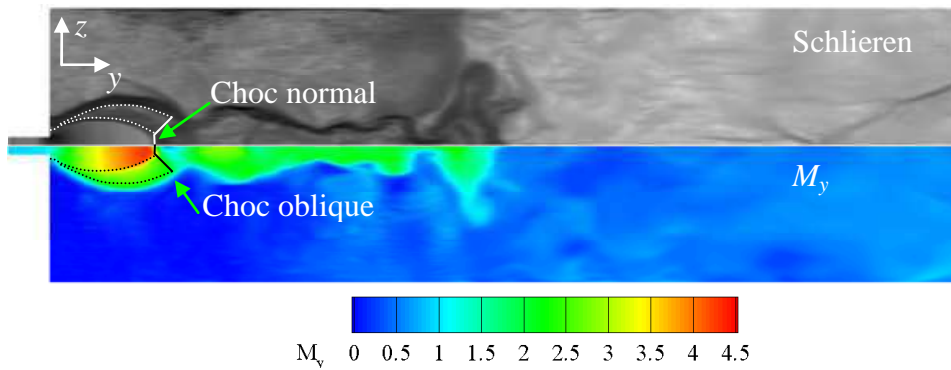 z
Schlieren
y
Choc normal
M_y
Choc oblique
M_y 0 0.5 1 1.5 2 2.5 3 3.5 4 4.5